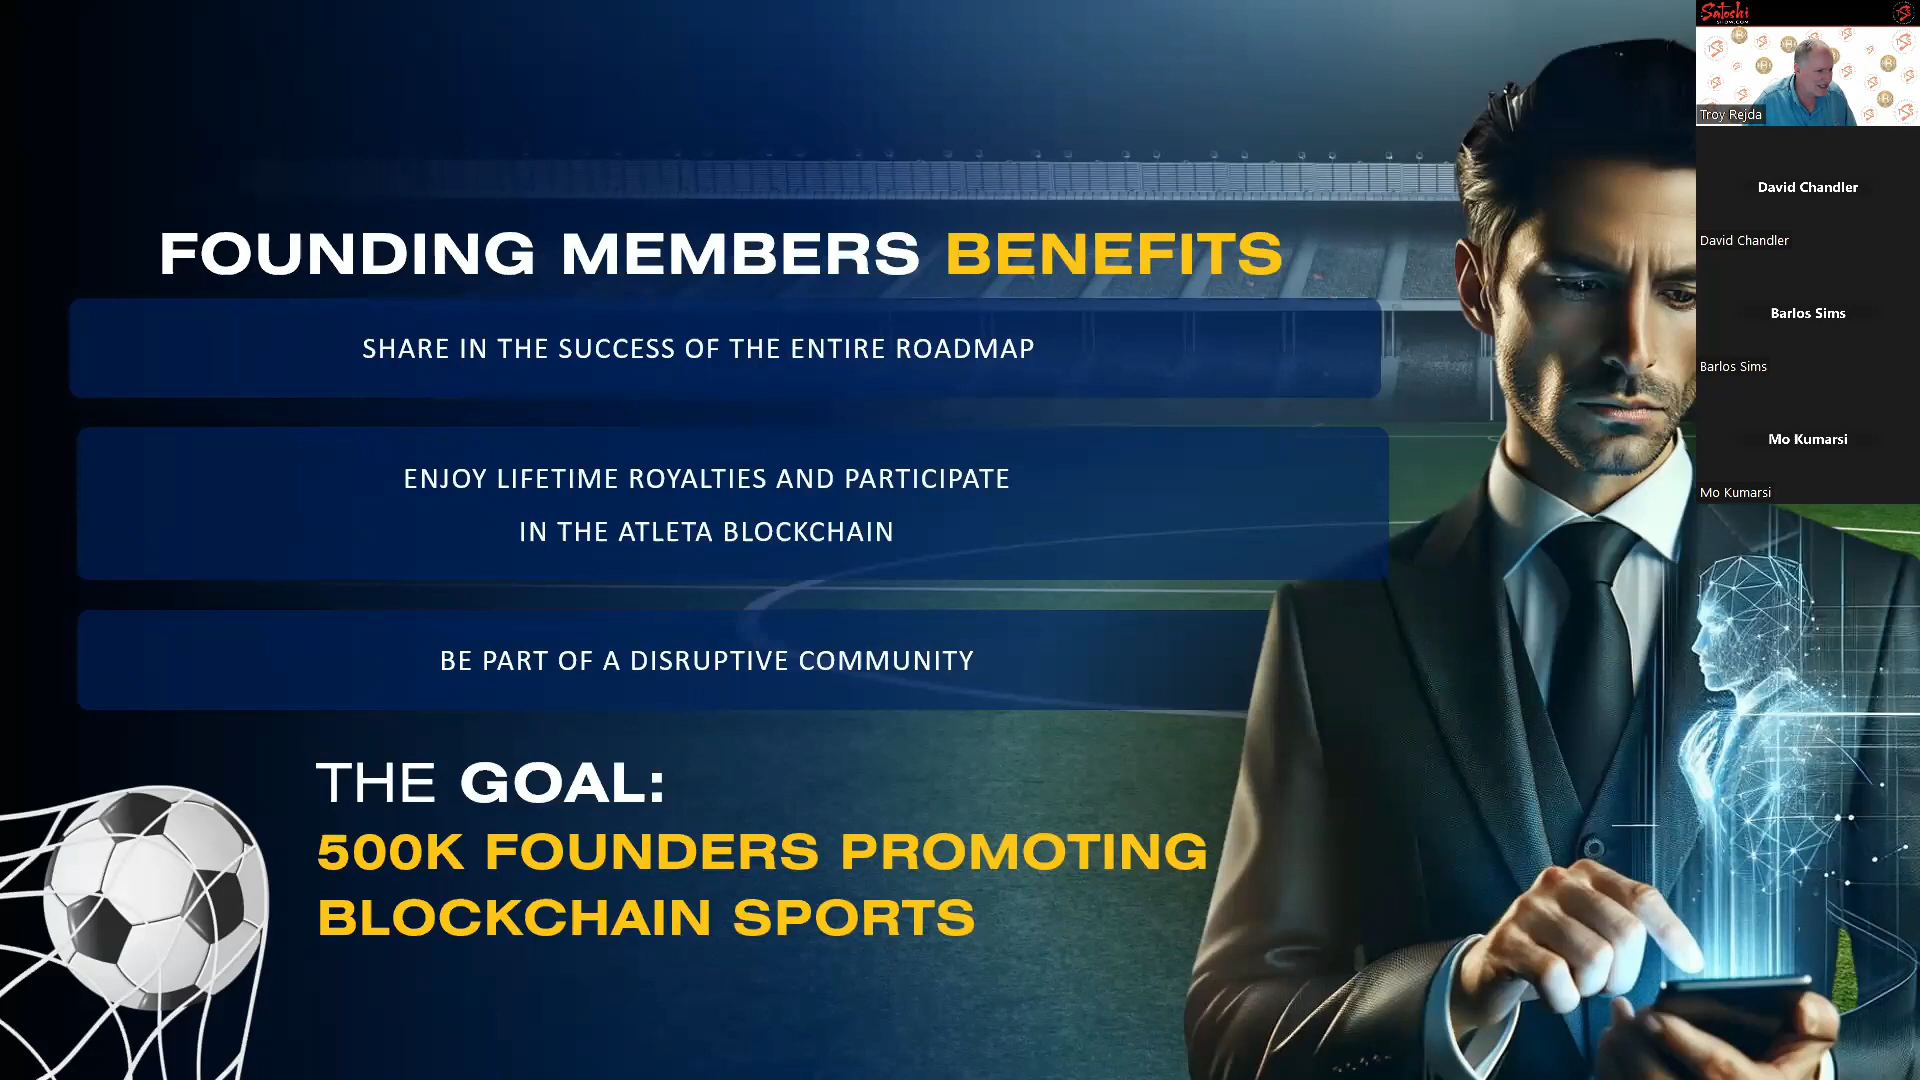 FOUNDING MEMBERS BENEFITS
SHARE IN THE SUCCESS OF THE ENTIRE ROADMAP
ENJOY LIFETIME ROYALTIES AND PARTICIPATE
IN THE ATLETA BLOCKCHAIN
BE PART OF A DISRUPTIVE COMMUNITY
THE GOAL:
500K FOUNDERS PROMOTING
BLOCKCHAIN SPORTS
Satoshi
SHOW.COM
Troy Rejda
David Chandler
David Chandler
Barlos Sims
Barlos Sims
Mo Kumarsi
Mo Kumarsi